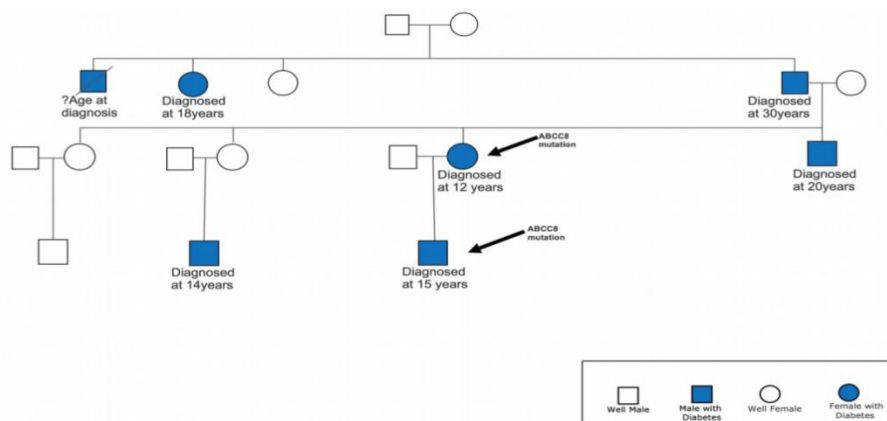 ?Age at
diagnosis
Diagnosed
at 18years
Diagnosed
at 30years
ABCC8
mutation
Diagnosed
at 12 years
Diagnosed
at 20years
Diagnosed
at 14years
ABCC8
mutation
Diagnosed
at 15 years
Well Male
Male with
Diabetes
Well Female
Female with
Diabetes